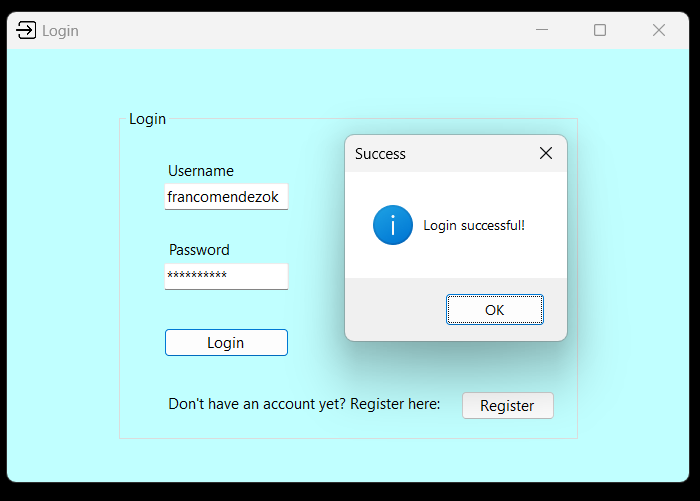 Login
Login
Username
francomendezok
Password
**********
Login
Don't have an account yet? Register here:
Register
Success
Login successful!
OK